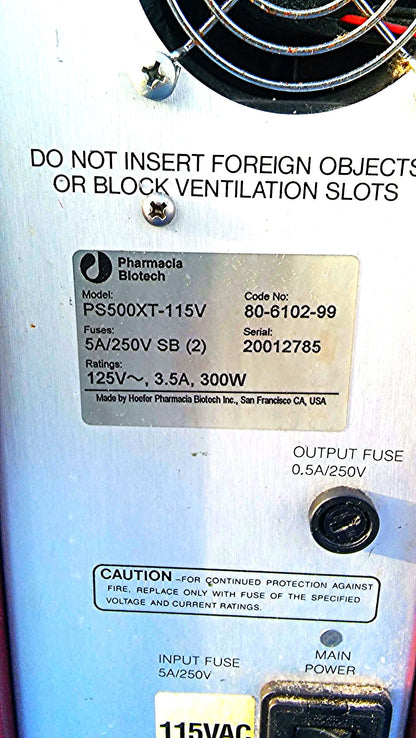 DO NOT INSERT FOREIGN OBJECTS
OR BLOCK VENTILATION SLOTS
Pharmacia
Biotech
Model: Code No:
PS500XT-115V 80-6102-99
Fuses: Serial:
5A/250V SB (2) 20012785
Ratings:
125V～, 3.5A, 300W
Made by Hoefer Pharmacia Biotech Inc., San Francisco CA, USA
OUTPUT FUSE
0.5A/250V
CAUTION –FOR CONTINUED PROTECTION AGAINST
FIRE, REPLACE ONLY WITH FUSE OF THE SPECIFIED
VOLTAGE AND CURRENT RATINGS.
MAIN
POWER
INPUT FUSE
5A/250V
115VAC